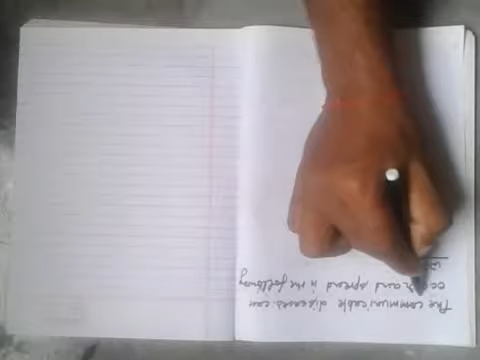 The communicable diseases can
and spread in the following